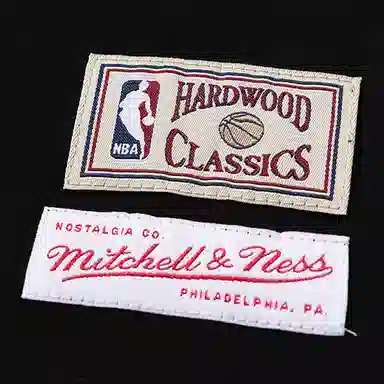 NBA
HARDWOOD
CLASSICS
NOSTALGIA CO.
Mitchell & Ness
PHILADELPHIA, PA.